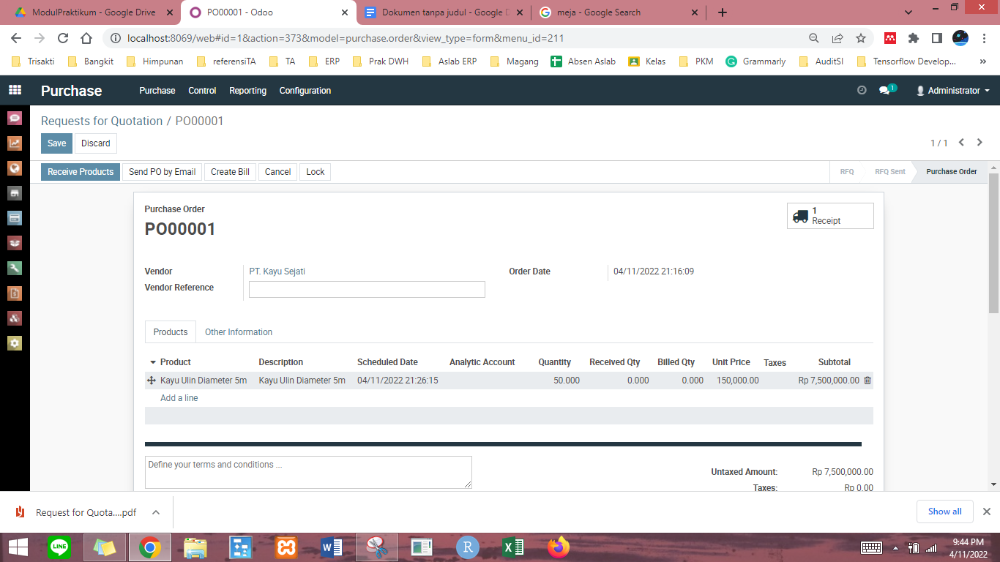 ModulPraktikum - Google Drive
PO00001 - Odoo
Dokumen tanpa judul - Google D
meja - Google Search
localhost:8069/web#id=1&action=373&model=purchase.order&view_type=form&menu_id=211
Trisakti
Bangkit
Himpunan
referensiTA
TA
ERP
Prak DWH
Aslab ERP
Magang
Absen Aslab
Kelas
PKM
Grammarly
AuditSI
Tensorflow Develop...
Purchase
Purchase
Control
Reporting
Configuration
1
Administrator
Requests for Quotation / PO00001
Save
Discard
1 / 1
Receive Products
Send PO by Email
Create Bill
Cancel
Lock
RFQ
RFQ Sent
Purchase Order
Purchase Order
PO00001
1
Receipt
Vendor
PT. Kayu Sejati
Order Date
04/11/2022 21:16:09
Vendor Reference
Products
Other Information
Product
Description
Scheduled Date
Analytic Account
Quantity
Received Qty
Billed Qty
Unit Price
Taxes
Subtotal
Kayu Ulin Diameter 5m
Kayu Ulin Diameter 5m
04/11/2022 21:26:15
50.000
0.000
0.000
150,000.00
Rp 7,500,000.00
Add a line
Define your terms and conditions ...
Untaxed Amount:
Rp 7,500,000.00
Taxes:
Rp 0.00
Request for Quota....pdf
Show all
LINE
R
9:44 PM
4/11/2022